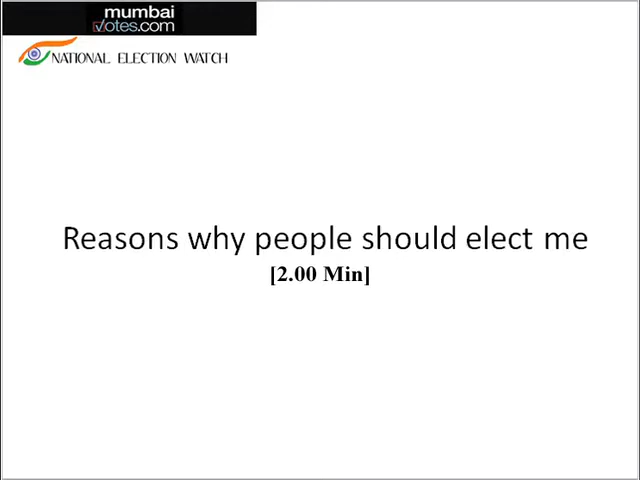 mumbai
votes.com
NATIONAL ELECTION WATCH
Reasons why people should elect me
[2.00 Min]